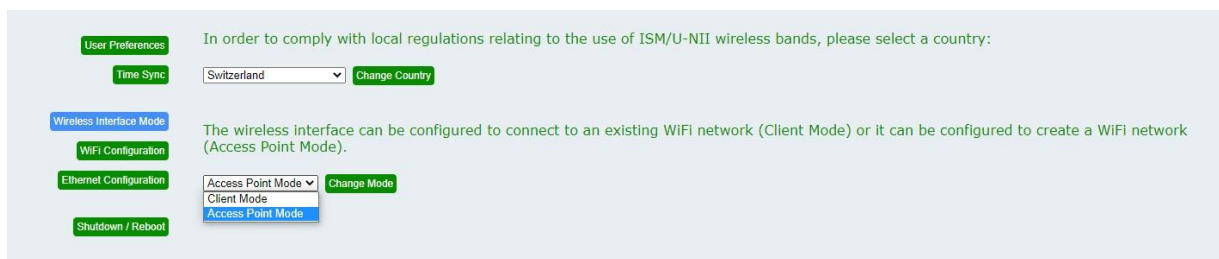 User Preferences
In order to comply with local regulations relating to the use of ISM/U-NII wireless bands, please select a country:
Time Sync
Switzerland
Change Country
Wireless Interface Mode
The wireless interface can be configured to connect to an existing WiFi network (Client Mode) or it can be configured to create a WiFi network
(Access Point Mode).
WiFi Configuration
Ethernet Configuration
Access Point Mode
Change Mode
Client Mode
Access Point Mode
Shutdown / Reboot